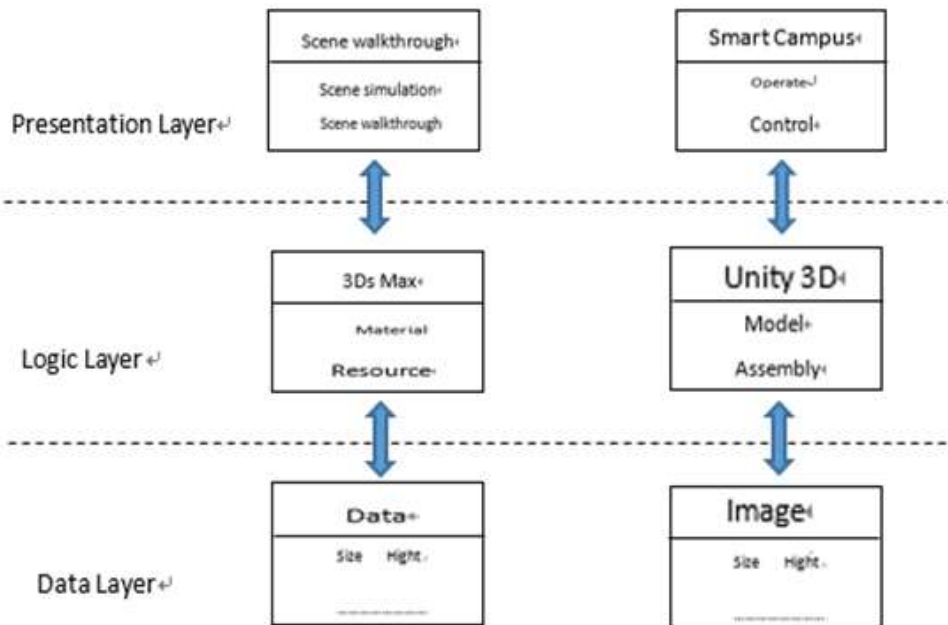 Scene walkthrough
Smart Campus
Scene simulation
Scene walkthrough
Operate
Control
Presentation Layer
3Ds Max
Unity 3D
Material
Resource
Model
Assembly
Logic Layer
Data
Image
Size Hight
Size Hight
Data Layer